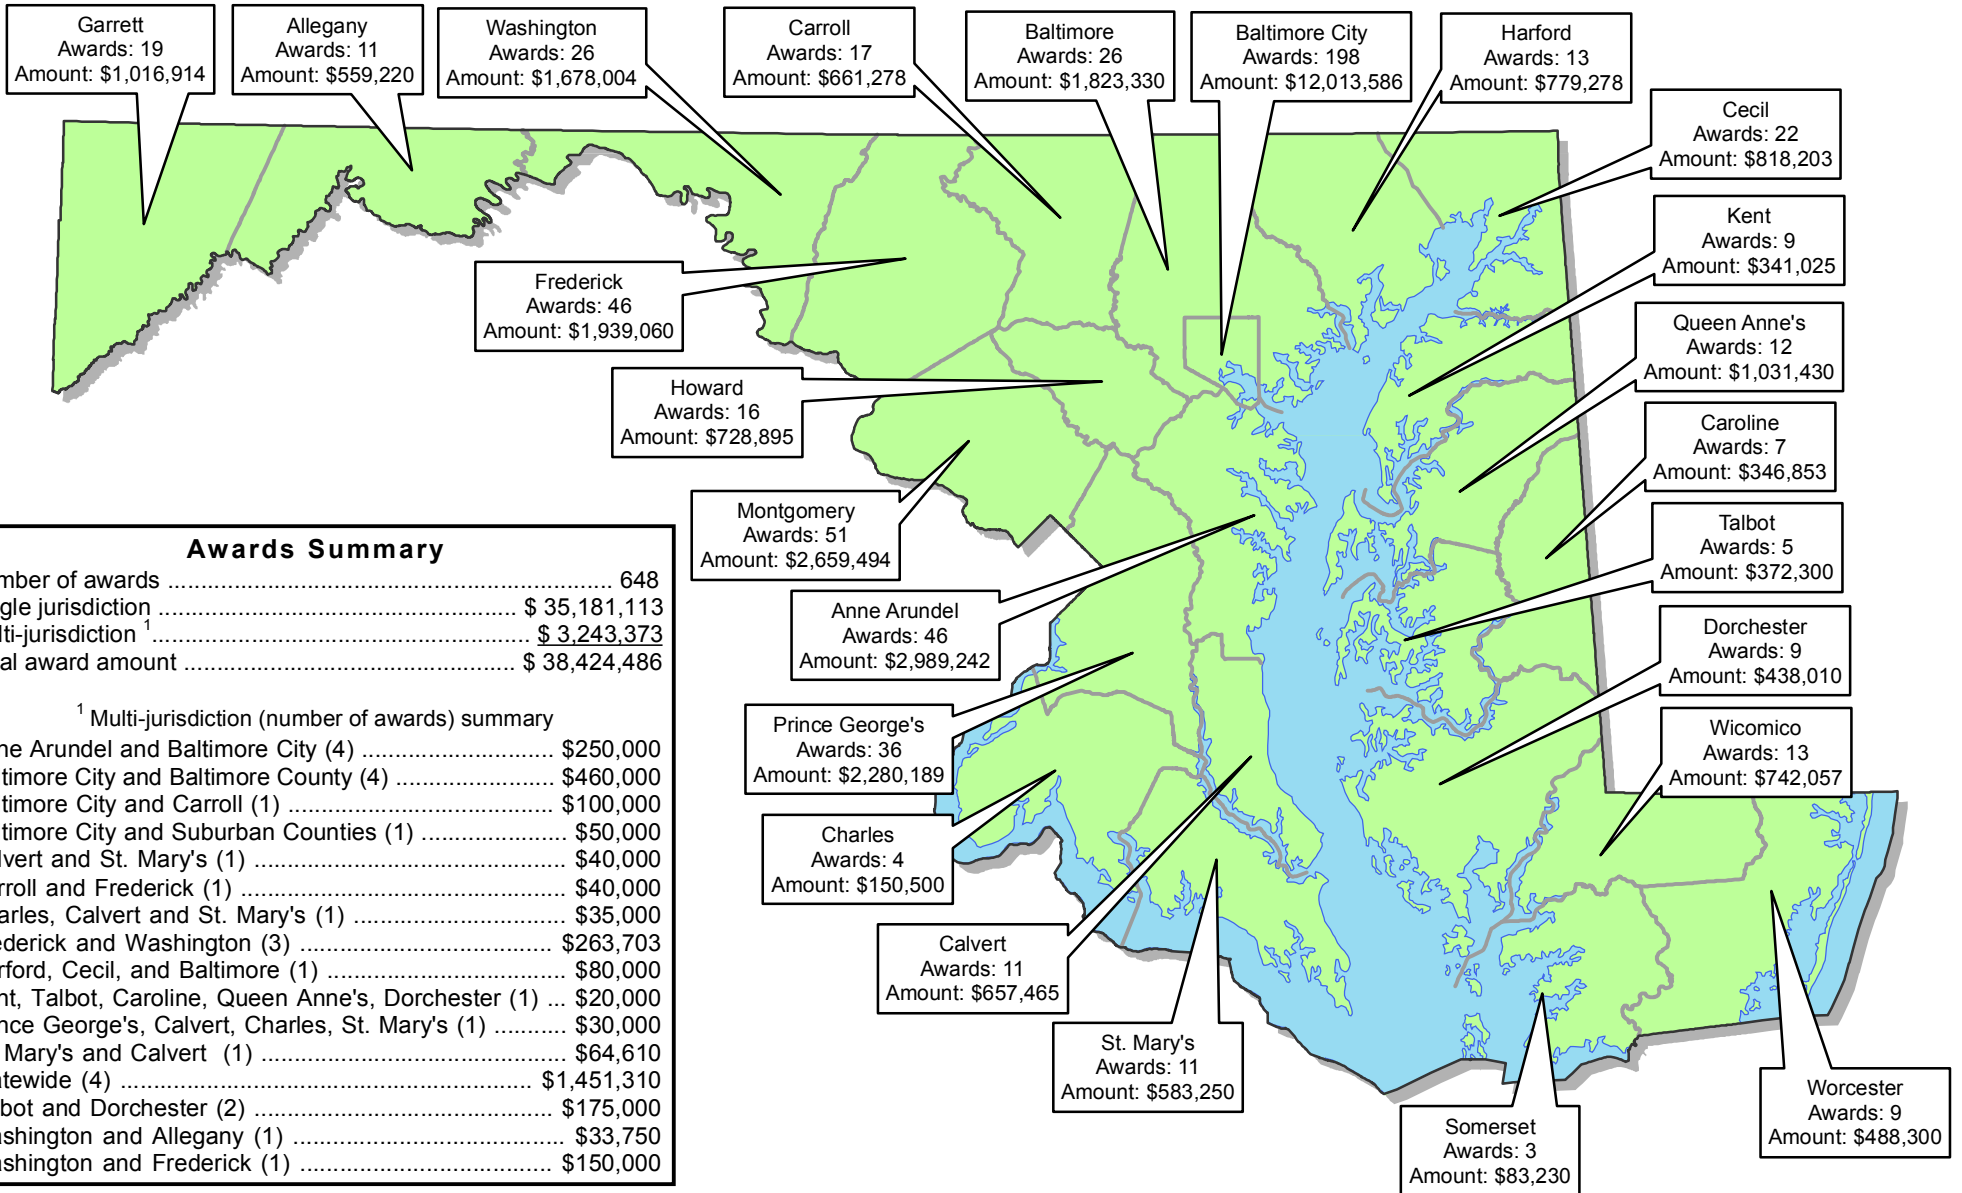 Garrett
Awards: 19
Amount: $1,016,914
Allegany
Awards: 11
Amount: $559,220
Washington
Awards: 26
Amount: $1,678,004
Carroll
Awards: 17
Amount: $661,278
Baltimore
Awards: 26
Amount: $1,823,330
Baltimore City
Awards: 198
Amount: $12,013,586
Harford
Awards: 13
Amount: $779,278
Cecil
Awards: 22
Amount: $818,203
Kent
Awards: 9
Amount: $341,025
Frederick
Awards: 46
Amount: $1,939,060
Queen Anne's
Awards: 12
Amount: $1,031,430
Howard
Awards: 16
Amount: $728,895
Caroline
Awards: 7
Amount: $346,853
Montgomery
Awards: 51
Amount: $2,659,494
Talbot
Awards: 5
Amount: $372,300
Anne Arundel
Awards: 46
Amount: $2,989,242
Dorchester
Awards: 9
Amount: $438,010
Prince George's
Awards: 36
Amount: $2,280,189
Wicomico
Awards: 13
Amount: $742,057
Charles
Awards: 4
Amount: $150,500
Calvert
Awards: 11
Amount: $657,465
St. Mary's
Awards: 11
Amount: $583,250
Somerset
Awards: 3
Amount: $83,230
Worcester
Awards: 9
Amount: $488,300
Awards Summary
mber of awards ................................................................... 648
gle jurisdiction ...................................................... $ 35,181,113
lti-jurisdiction 1......................................................... $ 3,243,373
al award amount .................................................. $ 38,424,486
1 Multi-jurisdiction (number of awards) summary
ne Arundel and Baltimore City (4) ............................. $250,000
timore City and Baltimore County (4) ........................ $460,000
timore City and Carroll (1) ........................................ $100,000
timore City and Suburban Counties (1) ...................... $50,000
lvert and St. Mary's (1) ............................................... $40,000
rroll and Frederick (1) ................................................. $40,000
arles, Calvert and St. Mary's (1) ................................ $35,000
ederick and Washington (3) ...................................... $263,703
rford, Cecil, and Baltimore (1) .................................... $80,000
nt, Talbot, Caroline, Queen Anne's, Dorchester (1) ... $20,000
nce George's, Calvert, Charles, St. Mary's (1) ........... $30,000
Mary's and Calvert (1) .............................................. $64,610
atewide (4) .............................................................. $1,451,310
bot and Dorchester (2) ............................................. $175,000
ashington and Allegany (1) ......................................... $33,750
ashington and Frederick (1) ...................................... $150,000